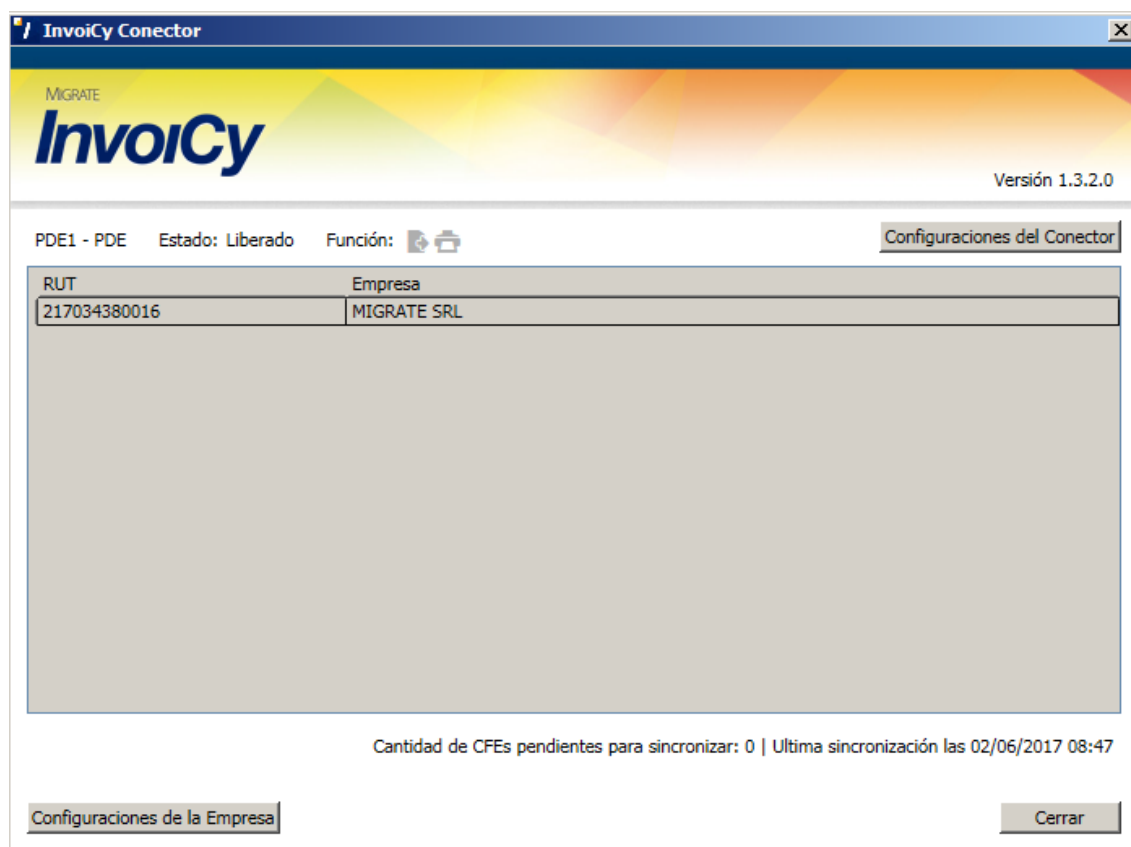 InvoiCy Conector
MIGRATE
InvoiCy
Versión 1.3.2.0
PDE1 - PDE Estado: Liberado Función: Configuraciones del Conector
RUT Empresa
217034380016 MIGRATE SRL
Cantidad de CFEs pendientes para sincronizar: 0 | Ultima sincronización las 02/06/2017 08:47
Configuraciones de la Empresa Cerrar